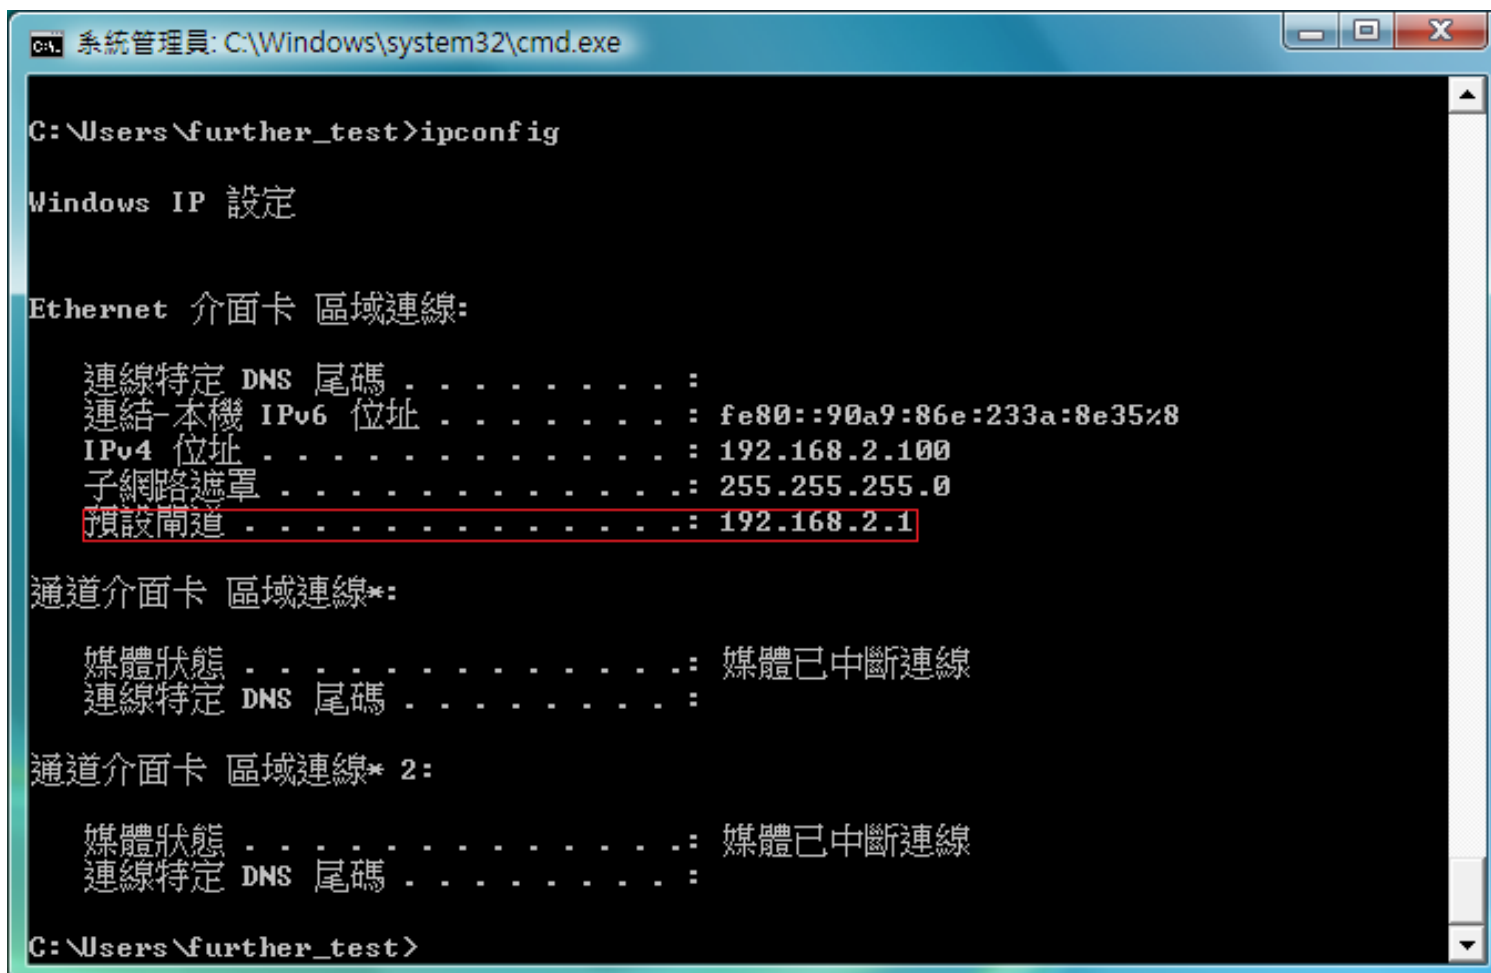 系統管理員: C:\Windows\system32\cmd.exe
C:\Users\further_test>ipconfig
Windows IP 設定
Ethernet 介面卡 區域連線:
連線特定 DNS 尾碼 . . . . . . . . :
連結-本機 IPv6 位址 . . . . . . . : fe80::90a9:86e:233a:8e35%8
IPv4 位址 . . . . . . . . . . . . : 192.168.2.100
子網路遮罩 . . . . . . . . . . . .: 255.255.255.0
預設閘道 . . . . . . . . . . . . .: 192.168.2.1
通道介面卡 區域連線*:
媒體狀態 . . . . . . . . . . . . .: 媒體已中斷連線
連線特定 DNS 尾碼 . . . . . . . . :
通道介面卡 區域連線* 2:
媒體狀態 . . . . . . . . . . . . .: 媒體已中斷連線
連線特定 DNS 尾碼 . . . . . . . . :
C:\Users\further_test>